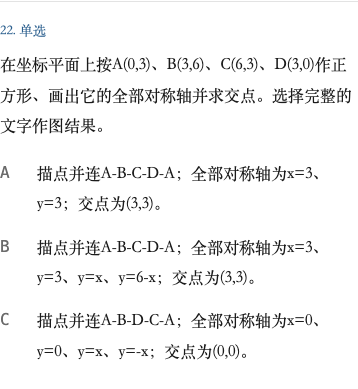 22. 单选
在坐标平面上按A(0,3)、B(3,6)、C(6,3)、D(3,0)作正
方形、画出它的全部对称轴并求交点。选择完整的
文字作图结果。
A 描点并连A-B-C-D-A；全部对称轴为x=3、
y=3；交点为(3,3)。
B 描点并连A-B-C-D-A；全部对称轴为x=3、
y=3、y=x、y=6-x；交点为(3,3)。
C 描点并连A-B-D-C-A；全部对称轴为x=0、
y=0、y=x、y=-x；交点为(0,0)。